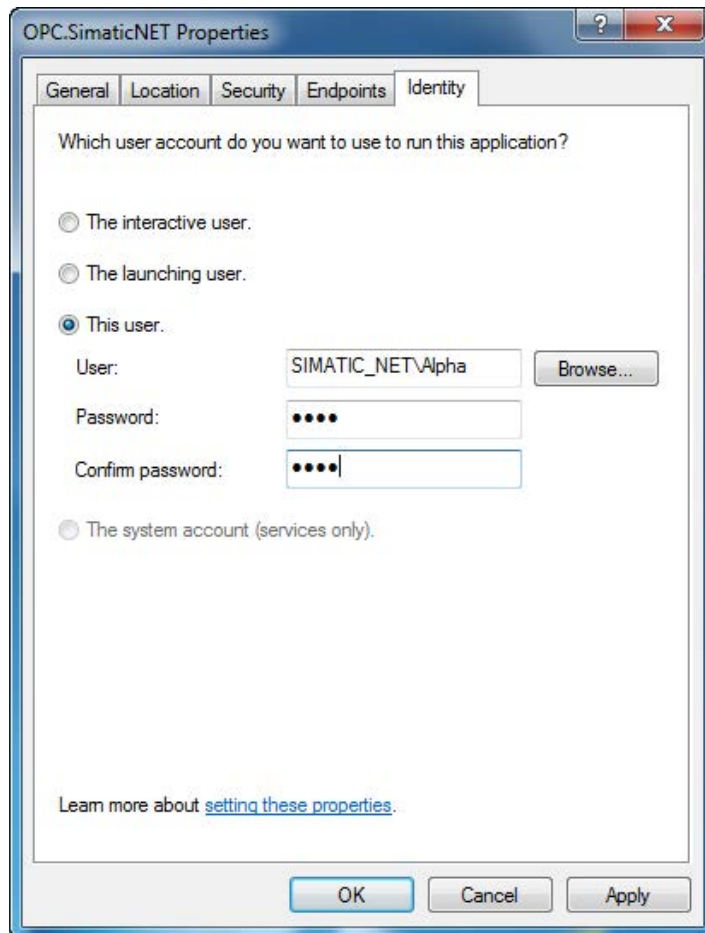 OPC.SimaticNET Properties
General Location Security Endpoints Identity
Which user account do you want to use to run this application?
The interactive user.
The launching user.
This user.
User: SIMATIC_NET\Alpha Browse...
Password: ••••
Confirm password: ••••
The system account (services only).
Learn more about setting these properties.
OK Cancel Apply